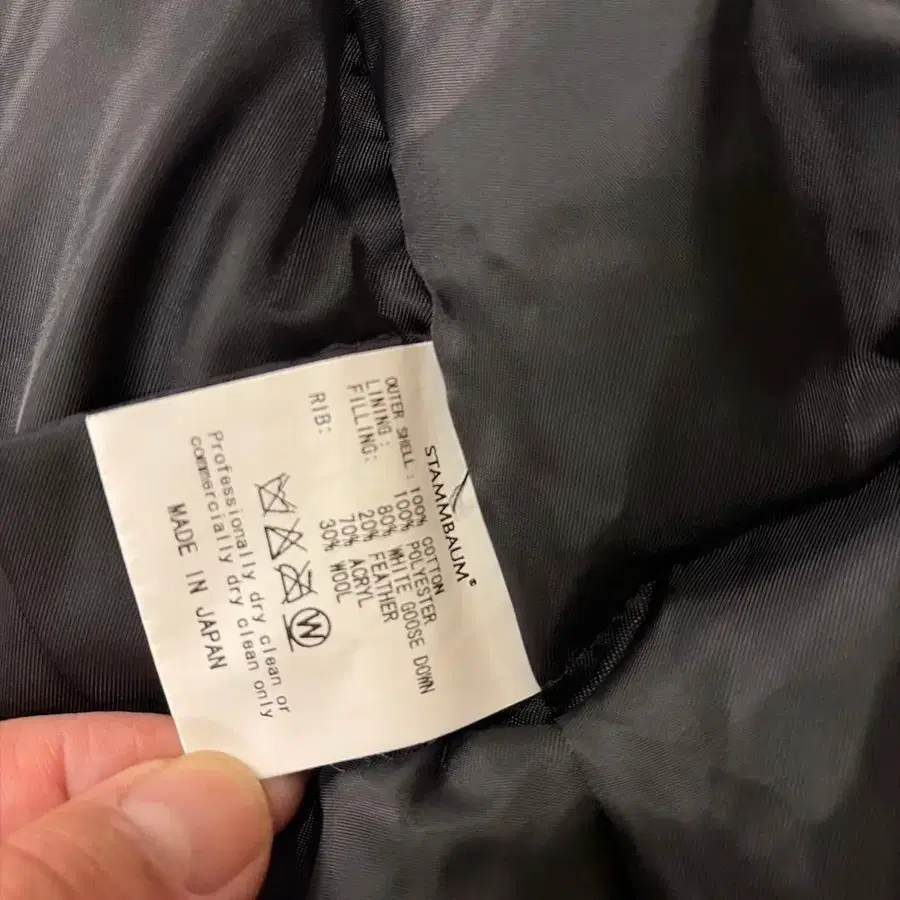 STAMMBAUM®
OUTER SHELL: 100% COTTON
LINING: 100% POLYESTER
FILLING: 80% WHITE GOOSE DOWN
20% FEATHER
RIB: 70% ACRYL
30% WOOL
W
Professionally dry clean or
commercially dry clean only
MADE IN JAPAN